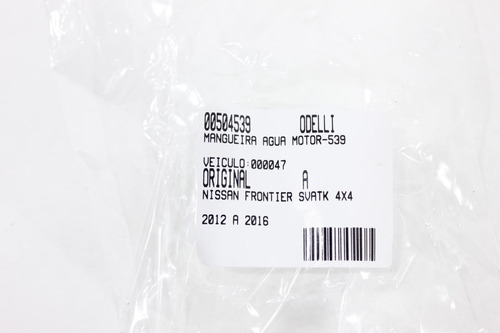 00504539 ODELLI
MANGUEIRA AGUA MOTOR-539
VEICULO:000047
ORIGINAL A
NISSAN FRONTIER SVATK 4X4
2012 A 2016